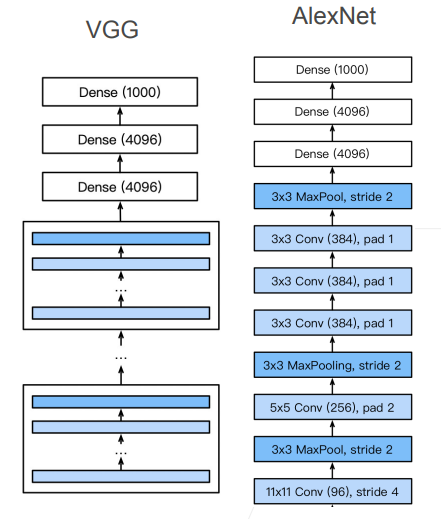 VGG
Dense (1000)
Dense (4096)
Dense (4096)
...
...
...
AlexNet
Dense (1000)
Dense (4096)
Dense (4096)
3x3 MaxPool, stride 2
3x3 Conv (384), pad 1
3x3 Conv (384), pad 1
3x3 Conv (384), pad 1
3x3 MaxPooling, stride 2
5x5 Conv (256), pad 2
3x3 MaxPool, stride 2
11x11 Conv (96), stride 4